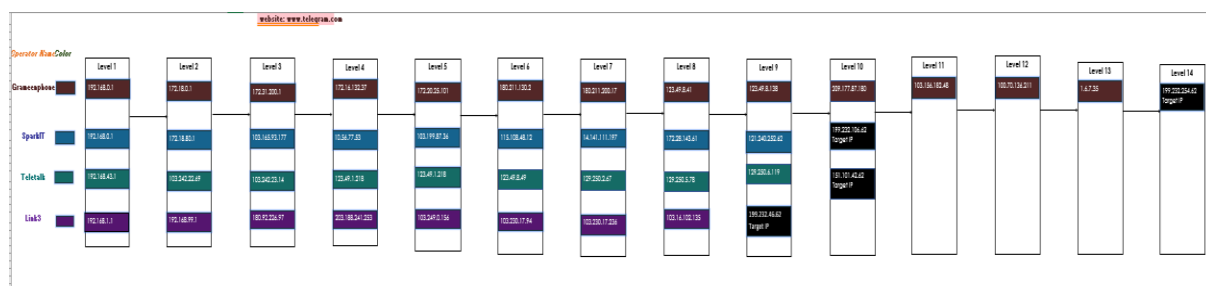 website: www.telegram.com
Operator Name Color
Level 1 Level 2 Level 3 Level 4 Level 5 Level 6 Level 7 Level 8 Level 9 Level 10 Level 11 Level 12 Level 13 Level 14
Grameenphone 192.168.0.1 172.18.0.1 172.31.200.1 172.16.132.37 172.20.25.101 180.211.130.2 180.211.200.17 123.49.8.41 123.49.8.138 209.177.87.180 103.156.182.48 100.70.136.211 1.6.7.35 199.232.254.62
Target IP
SparkIT 192.168.0.1 172.18.80.1 103.163.93.177 10.56.77.53 103.199.87.36 115.108.48.12 14.141.111.197 172.28.145.61 121.240.252.62 199.232.106.62
Target IP
Teletalk 192.168.43.1 103.242.22.69 103.242.23.14 123.49.1.218 123.49.1.218 123.49.8.49 129.250.2.67 129.250.5.78 129.250.6.119 151.101.42.62
Target IP
Link3 192.168.1.1 192.168.99.1 180.92.226.97 203.188.241.253 103.249.0.156 103.230.17.94 103.230.17.236 103.16.102.135 199.232.46.62
Target IP